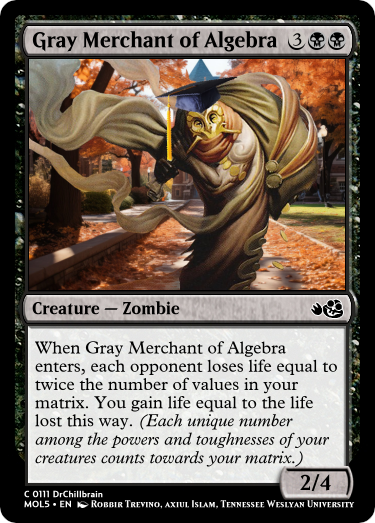 Gray Merchant of Algebra 3
Creature — Zombie
When Gray Merchant of Algebra
enters, each opponent loses life equal to
twice the number of values in your
matrix. You gain life equal to the life
lost this way. (Each unique number
among the powers and toughnesses of your
creatures counts towards your matrix.)
2/4
C 0111 DrChillbrain
MOL5 • EN Robbir Trevino, axiul Islam, Tennessee Weslyan University